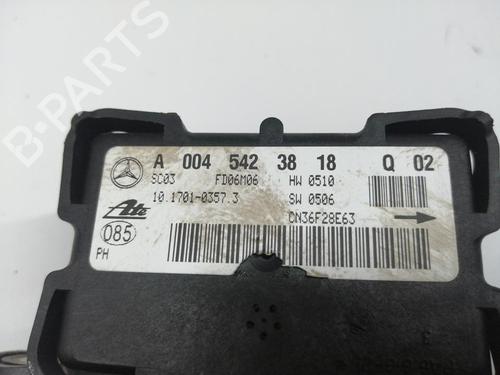 B-PARTS
A 004 542 38 18 Q 02
SC03 FD06M06 HW 0510
10.1701-0357.3 SW 0506
Ate CN36F28E63
085
PH